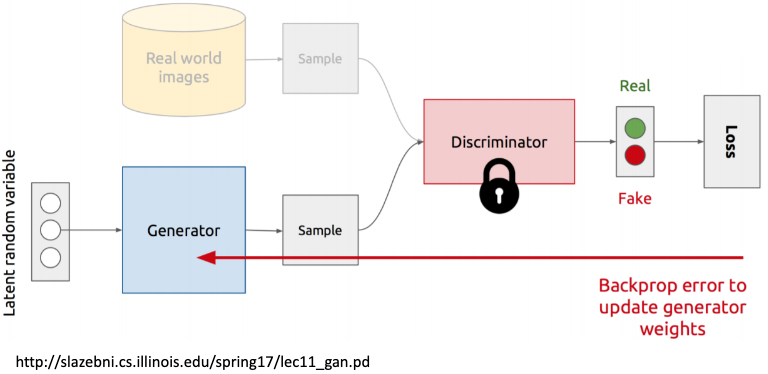 Real world
images
Sample
Real
Discriminator
Loss
Fake
Latent random variable
Generator
Sample
Backprop error to
update generator
weights
http://slazebni.cs.illinois.edu/spring17/lec11_gan.pd